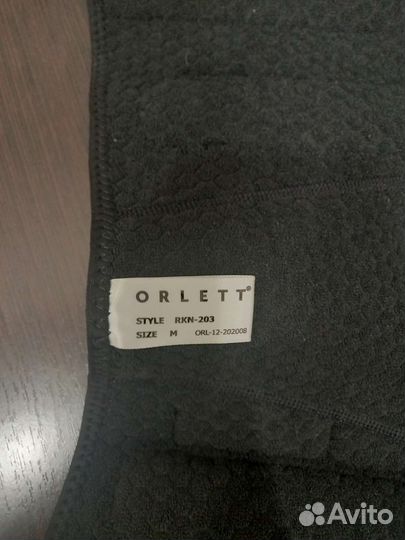 ORLETT®
STYLE RKN-203
SIZE M ORL-12-202008
Avito